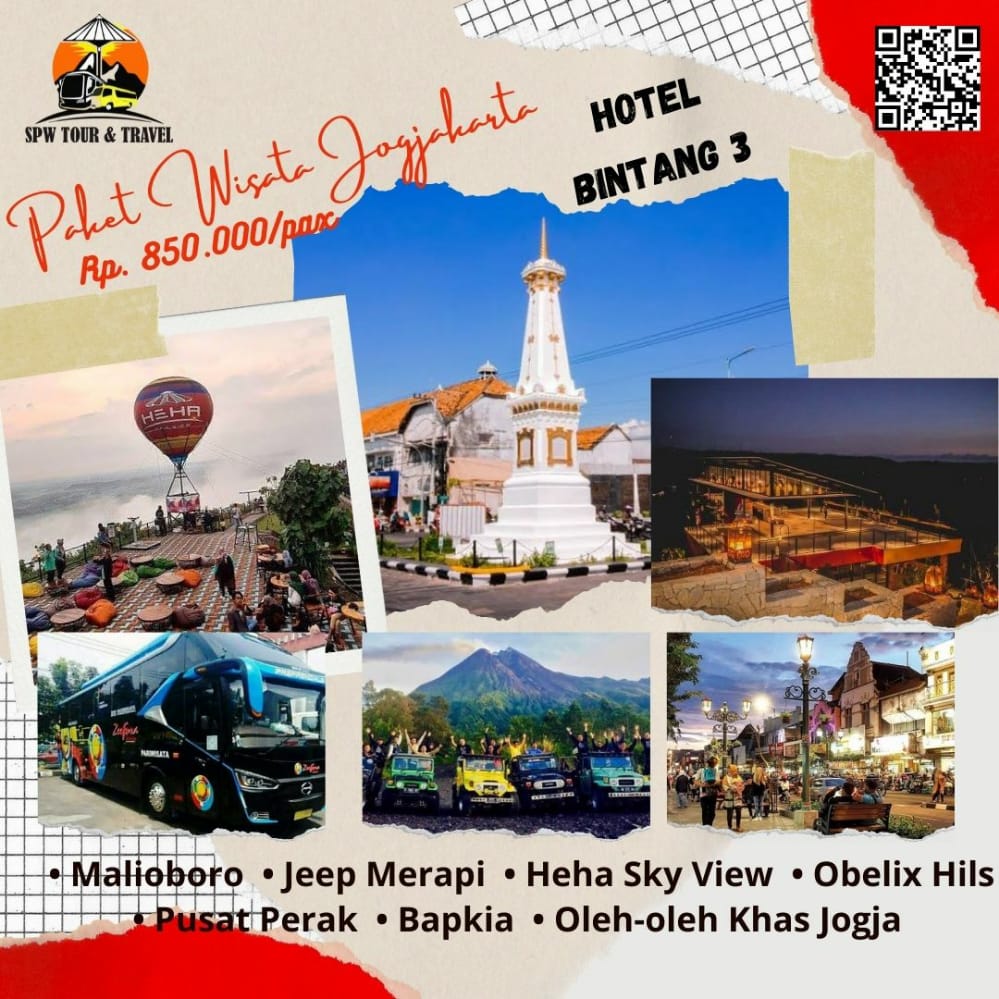 SPW TOUR & TRAVEL
Paket Wisata Jogjakarta
Rp. 850.000/pax
HOTEL
BINTANG 3
HEHA
PARIWISATA
• Malioboro • Jeep Merapi • Heha Sky View • Obelix Hils
• Pusat Perak • Bapkia • Oleh-oleh Khas Jogja